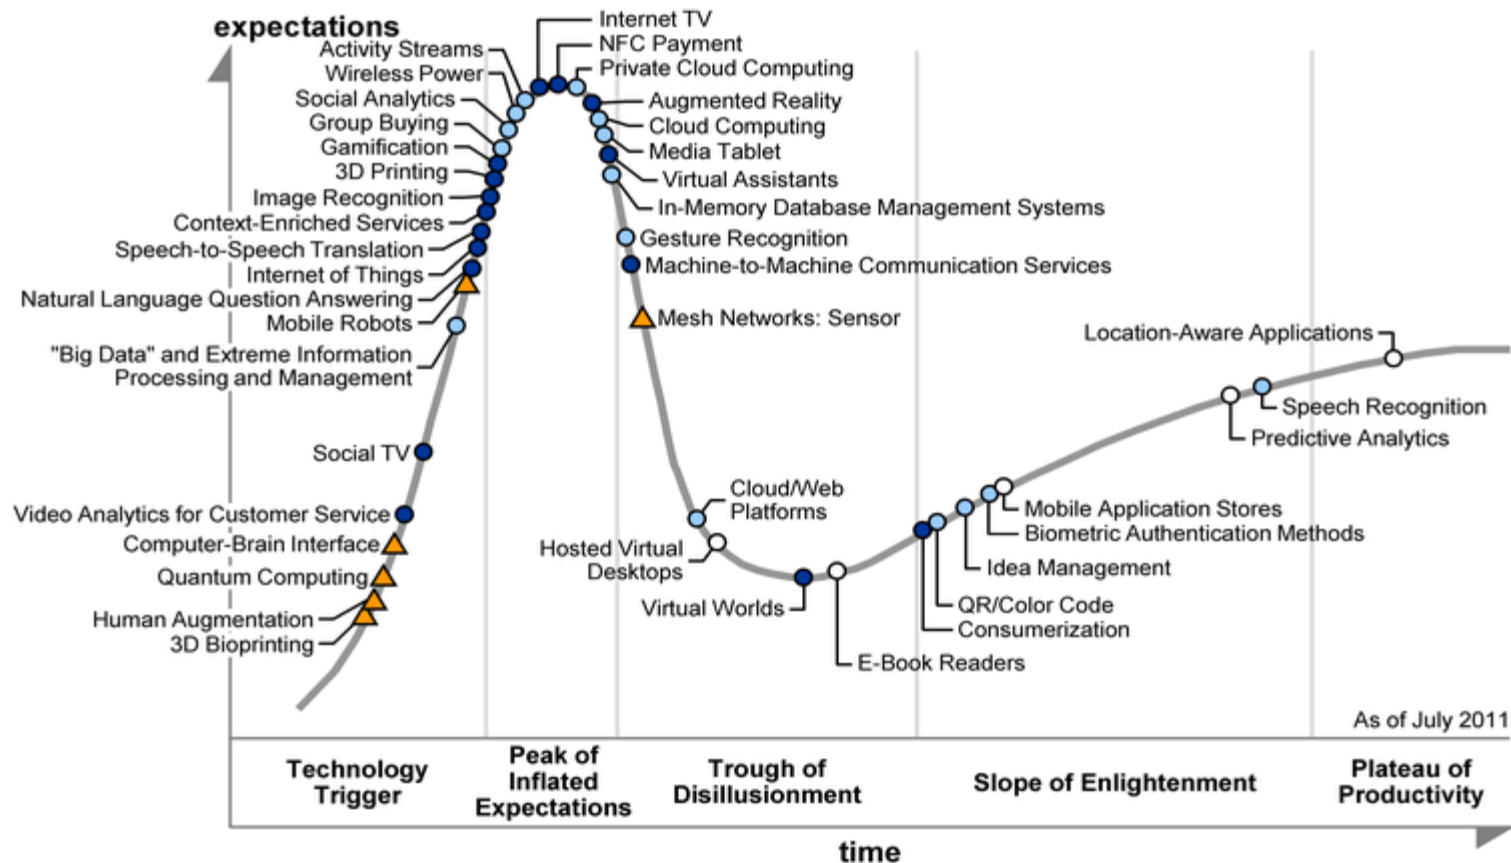 expectations
Activity Streams
Wireless Power
Social Analytics
Group Buying
Gamification
3D Printing
Image Recognition
Context-Enriched Services
Speech-to-Speech Translation
Internet of Things
Natural Language Question Answering
Mobile Robots
"Big Data" and Extreme Information
Processing and Management
Social TV
Video Analytics for Customer Service
Computer-Brain Interface
Quantum Computing
Human Augmentation
3D Bioprinting
Internet TV
NFC Payment
Private Cloud Computing
Augmented Reality
Cloud Computing
Media Tablet
Virtual Assistants
In-Memory Database Management Systems
Gesture Recognition
Machine-to-Machine Communication Services
Mesh Networks: Sensor
Cloud/Web
Platforms
Hosted Virtual
Desktops
Virtual Worlds
E-Book Readers
Location-Aware Applications
Speech Recognition
Predictive Analytics
Mobile Application Stores
Biometric Authentication Methods
Idea Management
QR/Color Code
Consumerization
As of July 2011
Technology
Trigger
Peak of
Inflated
Expectations
Trough of
Disillusionment
Slope of Enlightenment
Plateau of
Productivity
time